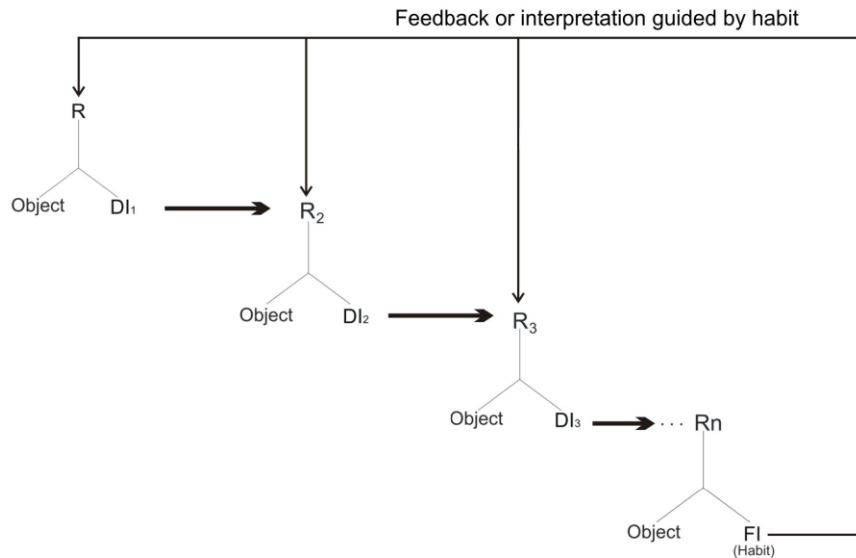 Feedback or interpretation guided by habit
R
Object DI₁
R₂
Object DI₂
R₃
Object DI₃
... Rn
Object FI
(Habit)